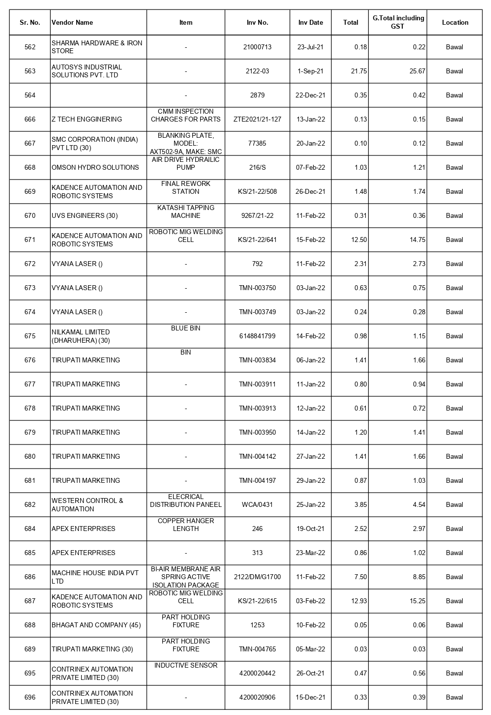 Sr. No. Vendor Name Item Inv No. Inv Date Total G.Total including GST Location
562 SHARMA HARDWARE & IRON STORE - 21000713 23-Jul-21 0.18 0.22 Bawal
563 AUTOSYS INDUSTRIAL SOLUTIONS PVT. LTD - 2122-03 1-Sep-21 21.75 25.67 Bawal
564 - 2879 22-Dec-21 0.35 0.42 Bawal
666 Z TECH ENGGINERING CMM INSPECTION CHARGES FOR PARTS ZTE2021/21-127 13-Jan-22 0.13 0.15 Bawal
667 SMC CORPORATION (INDIA) PVT LTD (30) BLANKING PLATE, MODEL: AXT502-9A, MAKE: SMC 77385 20-Jan-22 0.10 0.12 Bawal
668 OMSON HYDRO SOLUTIONS AIR DRIVE HYDRAILIC PUMP 216/S 07-Feb-22 1.03 1.21 Bawal
669 KADENCE AUTOMATION AND ROBOTIC SYSTEMS FINAL REWORK STATION KS/21-22/508 26-Dec-21 1.48 1.74 Bawal
670 UVS ENGINEERS (30) KATASHI TAPPING MACHINE 9267/21-22 11-Feb-22 0.31 0.36 Bawal
671 KADENCE AUTOMATION AND ROBOTIC SYSTEMS ROBOTIC MIG WELDING CELL KS/21-22/641 15-Feb-22 12.50 14.75 Bawal
672 VYANA LASER () - 792 11-Feb-22 2.31 2.73 Bawal
673 VYANA LASER () - TMN-003750 03-Jan-22 0.63 0.75 Bawal
674 VYANA LASER () - TMN-003749 03-Jan-22 0.24 0.28 Bawal
675 NILKAMAL LIMITED (DHARUHERA) (30) BLUE BIN 6148841799 14-Feb-22 0.98 1.15 Bawal
676 TIRUPATI MARKETING BIN TMN-003834 06-Jan-22 1.41 1.66 Bawal
677 TIRUPATI MARKETING - TMN-003911 11-Jan-22 0.80 0.94 Bawal
678 TIRUPATI MARKETING - TMN-003913 12-Jan-22 0.61 0.72 Bawal
679 TIRUPATI MARKETING - TMN-003950 14-Jan-22 1.20 1.41 Bawal
680 TIRUPATI MARKETING - TMN-004142 27-Jan-22 1.41 1.66 Bawal
681 TIRUPATI MARKETING - TMN-004197 29-Jan-22 0.87 1.03 Bawal
682 WESTERN CONTROL & AUTOMATION ELECRICAL DISTRIBUTION PANEEL WCA/0431 25-Jan-22 3.85 4.54 Bawal
684 APEX ENTERPRISES COPPER HANGER LENGTH 246 19-Oct-21 2.52 2.97 Bawal
685 APEX ENTERPRISES - 313 23-Mar-22 0.86 1.02 Bawal
686 MACHINE HOUSE INDIA PVT LTD BI-AIR MEMBRANE AIR SPRING ACTIVE ISOLATION PACKAGE 2122/DM/G1700 11-Feb-22 7.50 8.85 Bawal
687 KADENCE AUTOMATION AND ROBOTIC SYSTEMS ROBOTIC MIG WELDING CELL KS/21-22/615 03-Feb-22 12.93 15.25 Bawal
688 BHAGAT AND COMPANY (45) PART HOLDING FIXTURE 1253 10-Feb-22 0.05 0.06 Bawal
689 TIRUPATI MARKETING (30) PART HOLDING FIXTURE TMN-004765 05-Mar-22 0.03 0.03 Bawal
695 CONTRINEX AUTOMATION PRIVATE LIMITED (30) INDUCTIVE SENSOR 4200020442 26-Oct-21 0.47 0.56 Bawal
696 CONTRINEX AUTOMATION PRIVATE LIMITED (30) - 4200020906 15-Dec-21 0.33 0.39 Bawal